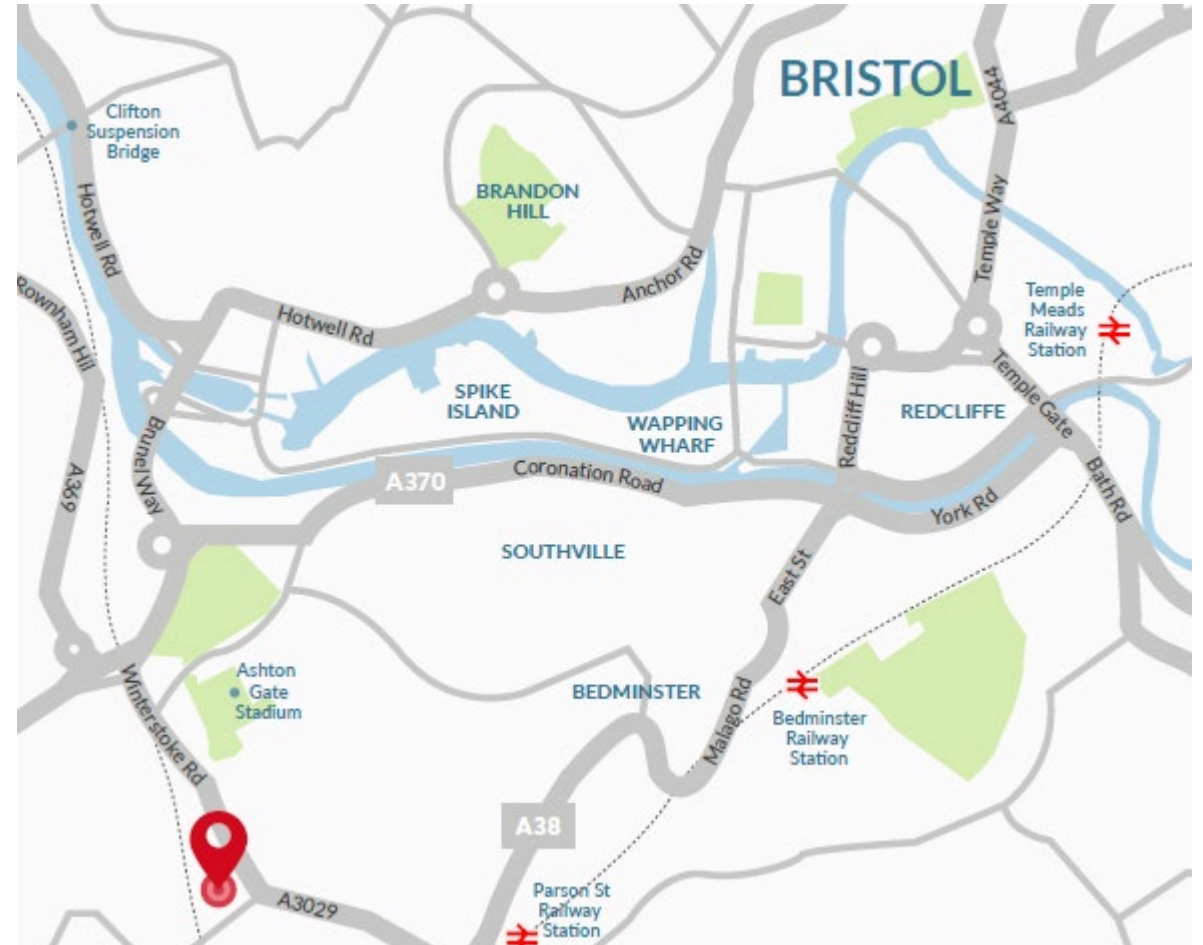 BRISTOL
A4044
Clifton
Suspension
Bridge
BRANDON
HILL
Hotwell Rd
Temple Way
Anchor Rd
Rownham Hil
Temple
Meads
Railway
Station
Hotwell Rd
Temple Gate
Redcliff Hill
SPIKE
ISLAND
REDCLIFFE
WAPPING
WHARF
Brunel Way
A369
A370
Coronation Road
York Rd
Bath Rd
SOUTHVILLE
East St
Ashton
Gate
Stadium
BEDMINSTER
Winterstoke Rd
Malago Rd
Bedminster
Railway
Station
A38
A3029
Parson St
Railway
Station